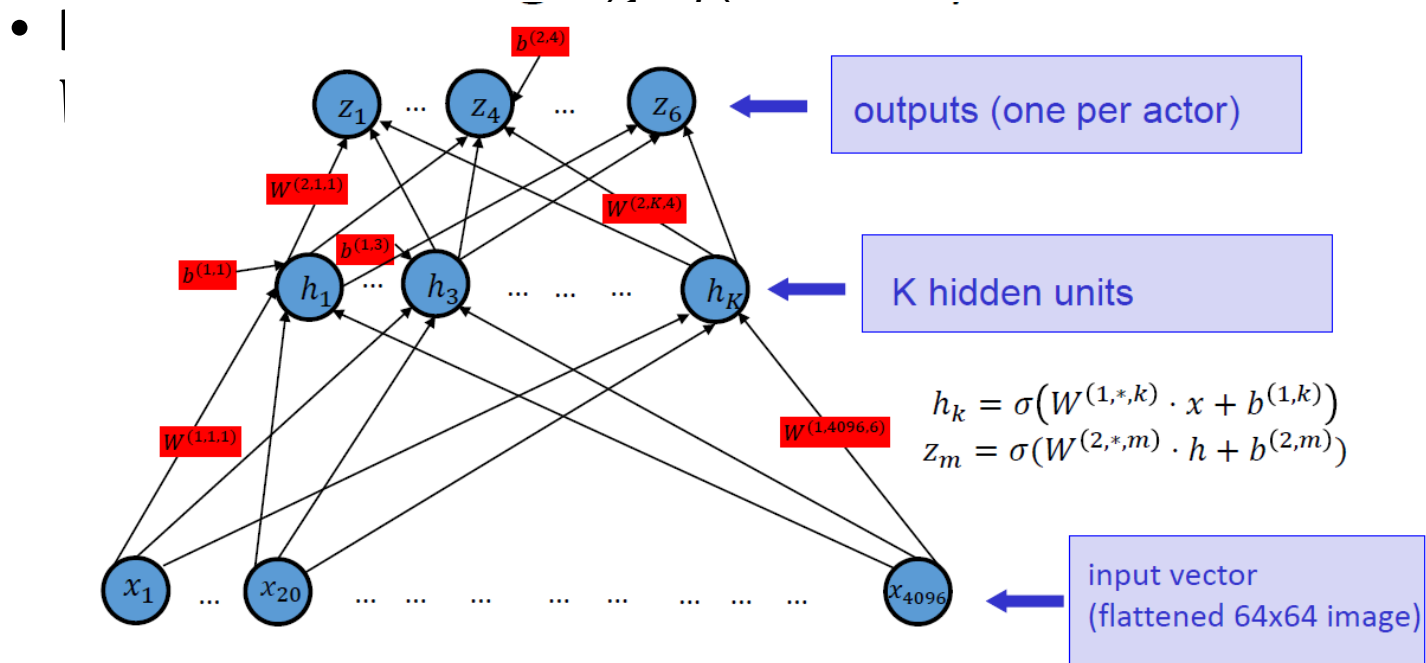 b^(2,4)
z_1 ... z_4 ... z_6
outputs (one per actor)
W^(2,1,1)
W^(2,K,4)
b^(1,1)
b^(1,3)
h_1 ... h_3 ... ... ... h_K
K hidden units
h_k = σ(W^(1,*,k) · x + b^(1,k))
z_m = σ(W^(2,*,m) · h + b^(2,m))
W^(1,1,1)
W^(1,4096,6)
x_1 ... x_20 ... ... ... ... ... ... ... ... x_4096
input vector
(flattened 64x64 image)